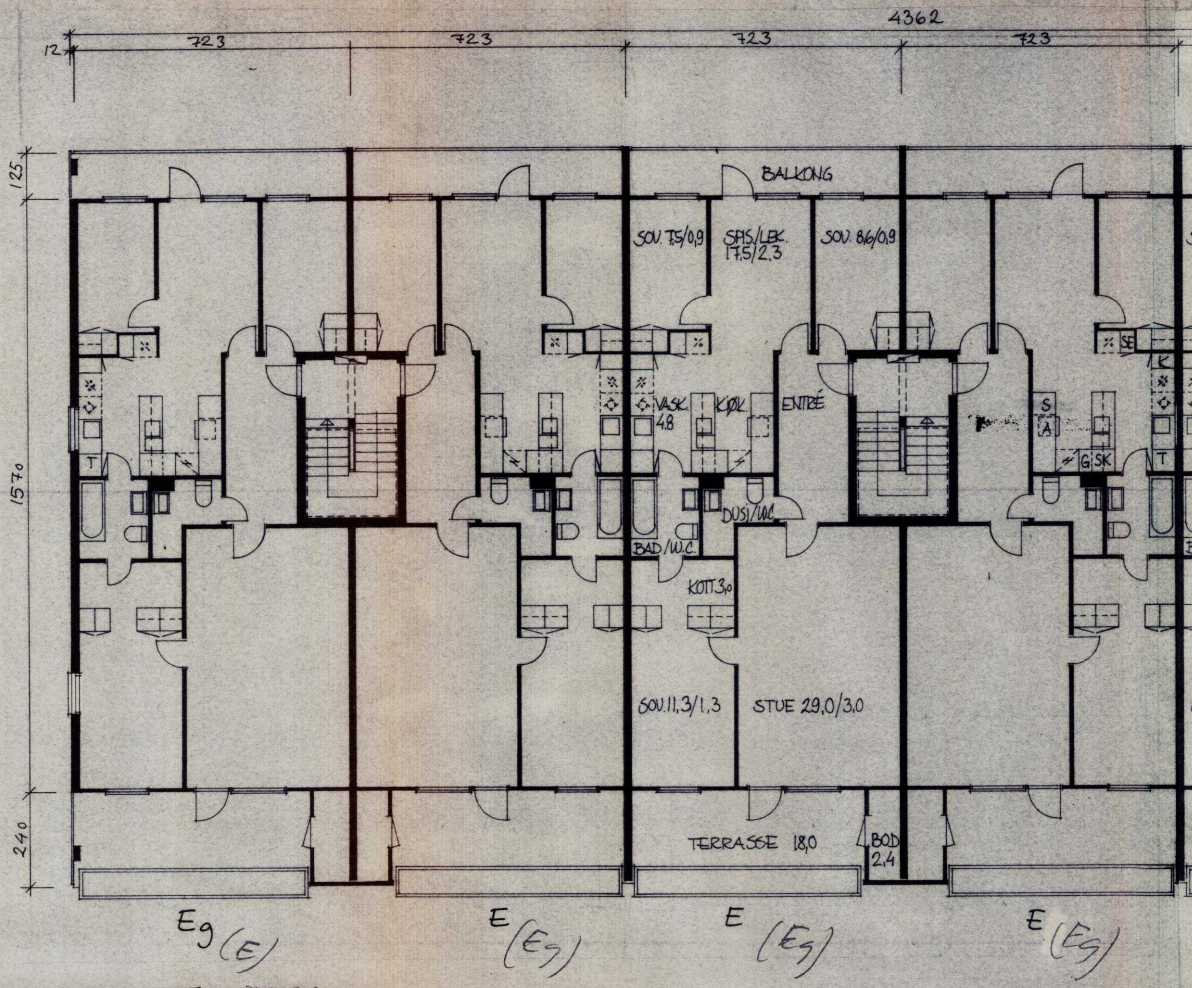 4362
12 723 723 723 723
125
1570
240
BALKONG
SOV. 7,5/0,9
SPIS./LEK.
17,5/2,3
SOV. 8,6/0,9
SE
K
VASK.
4,8
KJØK.
ENTRÉ
S
A
G SK
T
T
DUSJ/W.C.
BAD/W.C.
KOTT 3,0
SOV. 11,3/1,3
STUE 29,0/3,0
TERRASSE 18,0
BOD
2,4
Eg (E)
E (Eg)
E (Eg)
E (Eg)